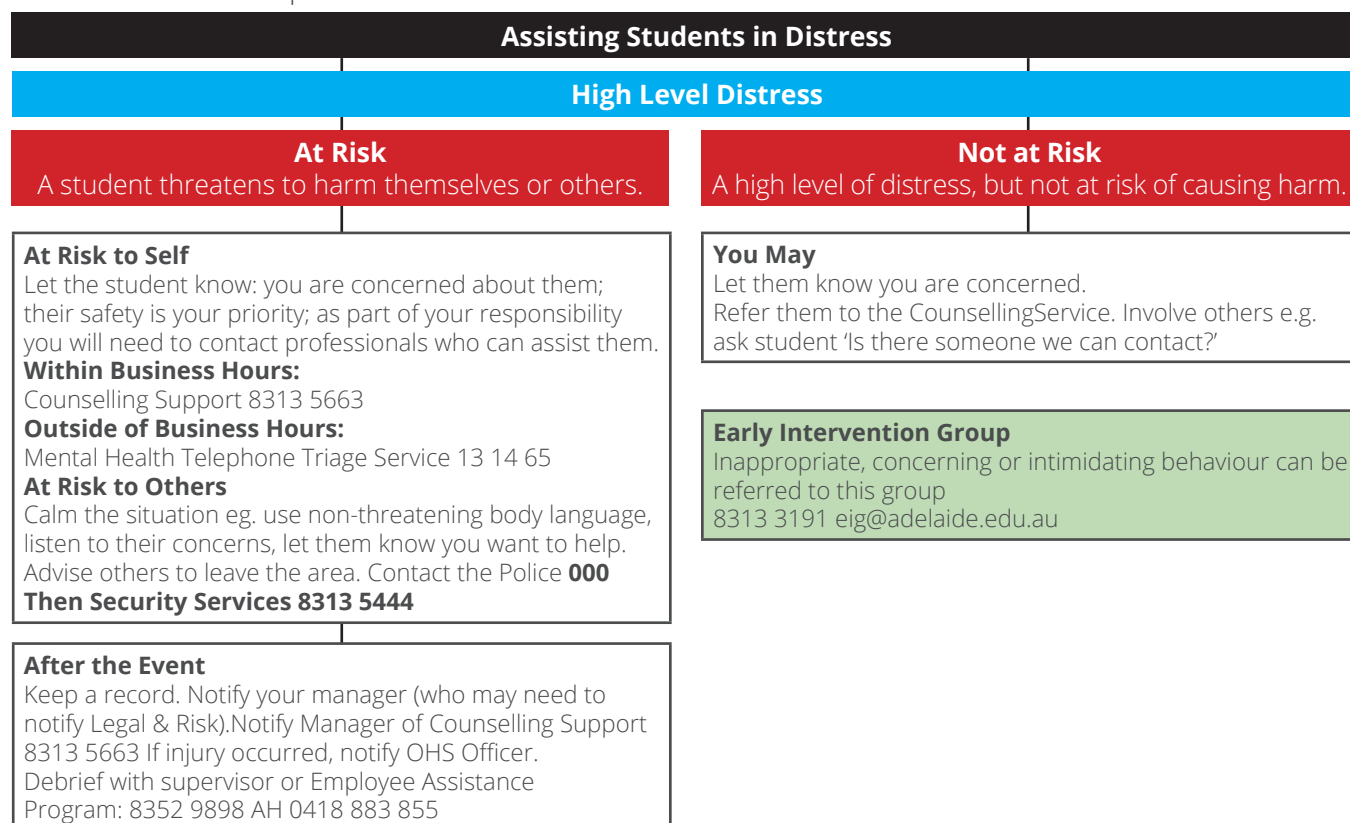 Assisting Students in Distress
High Level Distress
At Risk
A student threatens to harm themselves or others.
At Risk to Self
Let the student know: you are concerned about them;
their safety is your priority; as part of your responsibility
you will need to contact professionals who can assist them.
Within Business Hours:
Counselling Support 8313 5663
Outside of Business Hours:
Mental Health Telephone Triage Service 13 14 65
At Risk to Others
Calm the situation eg. use non-threatening body language,
listen to their concerns, let them know you want to help.
Advise others to leave the area. Contact the Police 000
Then Security Services 8313 5444
After the Event
Keep a record. Notify your manager (who may need to
notify Legal & Risk).Notify Manager of Counselling Support
8313 5663 If injury occurred, notify OHS Officer.
Debrief with supervisor or Employee Assistance
Program: 8352 9898 AH 0418 883 855
Not at Risk
A high level of distress, but not at risk of causing harm.
You May
Let them know you are concerned.
Refer them to the CounsellingService. Involve others e.g.
ask student ‘Is there someone we can contact?’
Early Intervention Group
Inappropriate, concerning or intimidating behaviour can be
referred to this group
8313 3191 eig@adelaide.edu.au